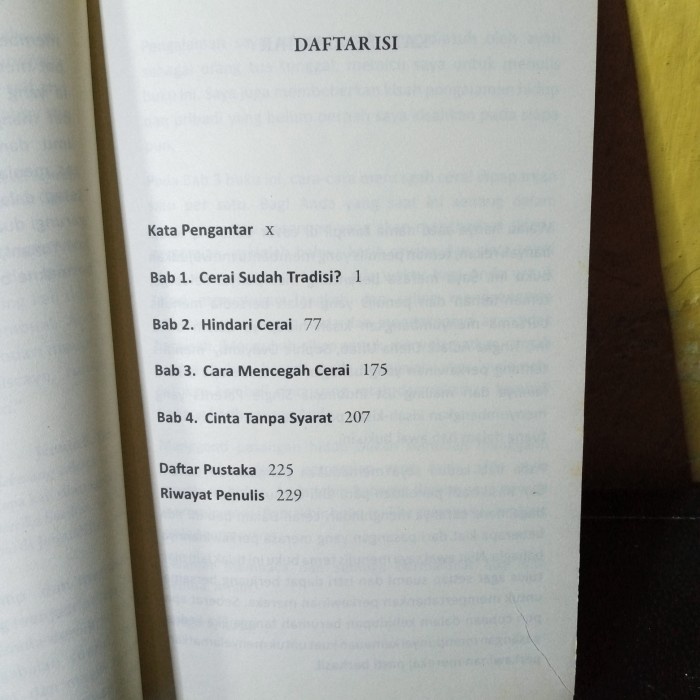 DAFTAR ISI
Kata Pengantar x
Bab 1. Cerai Sudah Tradisi? 1
Bab 2. Hindari Cerai 77
Bab 3. Cara Mencegah Cerai 175
Bab 4. Cinta Tanpa Syarat 207
Daftar Pustaka 225
Riwayat Penulis 229